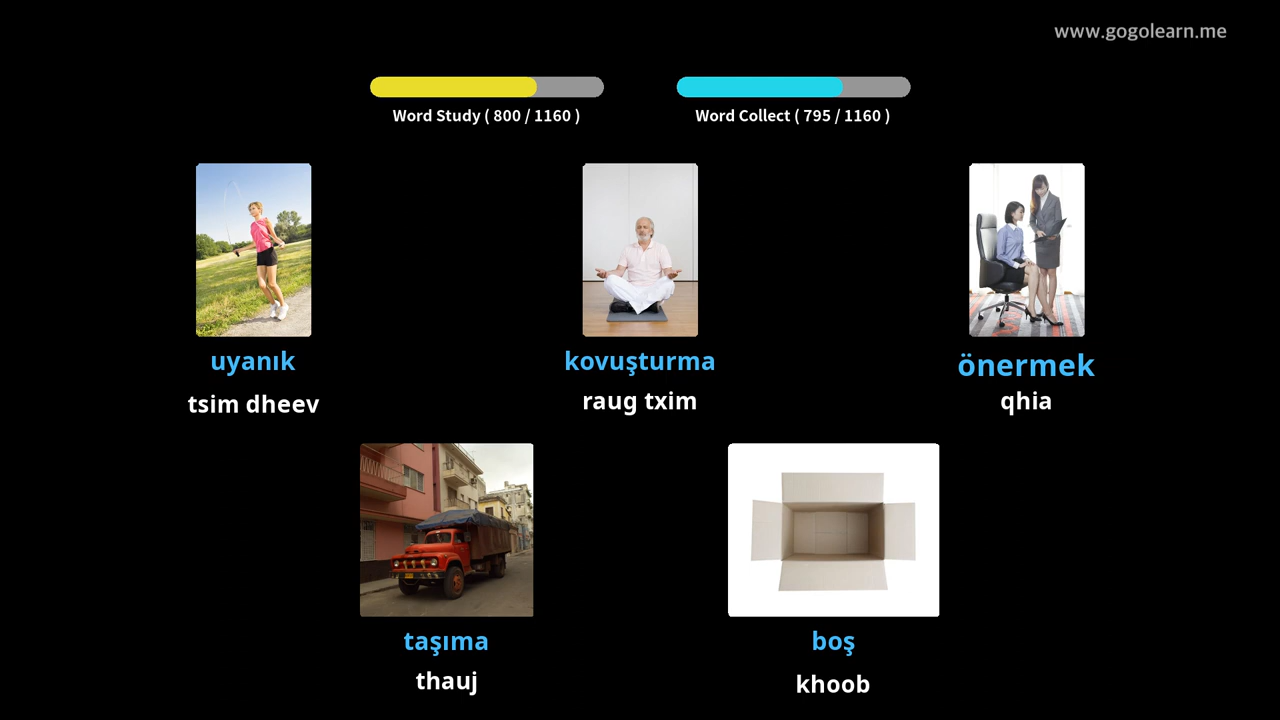 www.gogolearn.me
Word Study ( 800 / 1160 )
Word Collect ( 795 / 1160 )
uyanık
tsim dheev
kovuşturma
raug txim
önermek
qhia
taşıma
thauj
boş
khoob